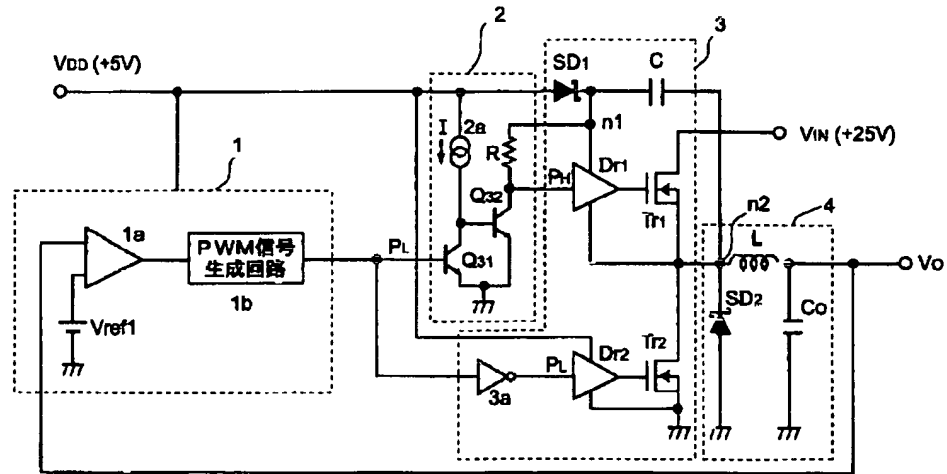 2
3
VDD (+5V)
SD1
C
I
2a
n1
VIN (+25V)
1
R
PH
Dr1
Q32
Tr1
n2
4
L
1a
PWM信号
生成回路
PL
Q31
Vo
1b
SD2
Co
Vref1
Dr2
Tr2
PL
3a